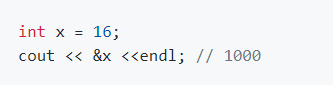 int x = 16;
cout << &x <<endl; // 1000